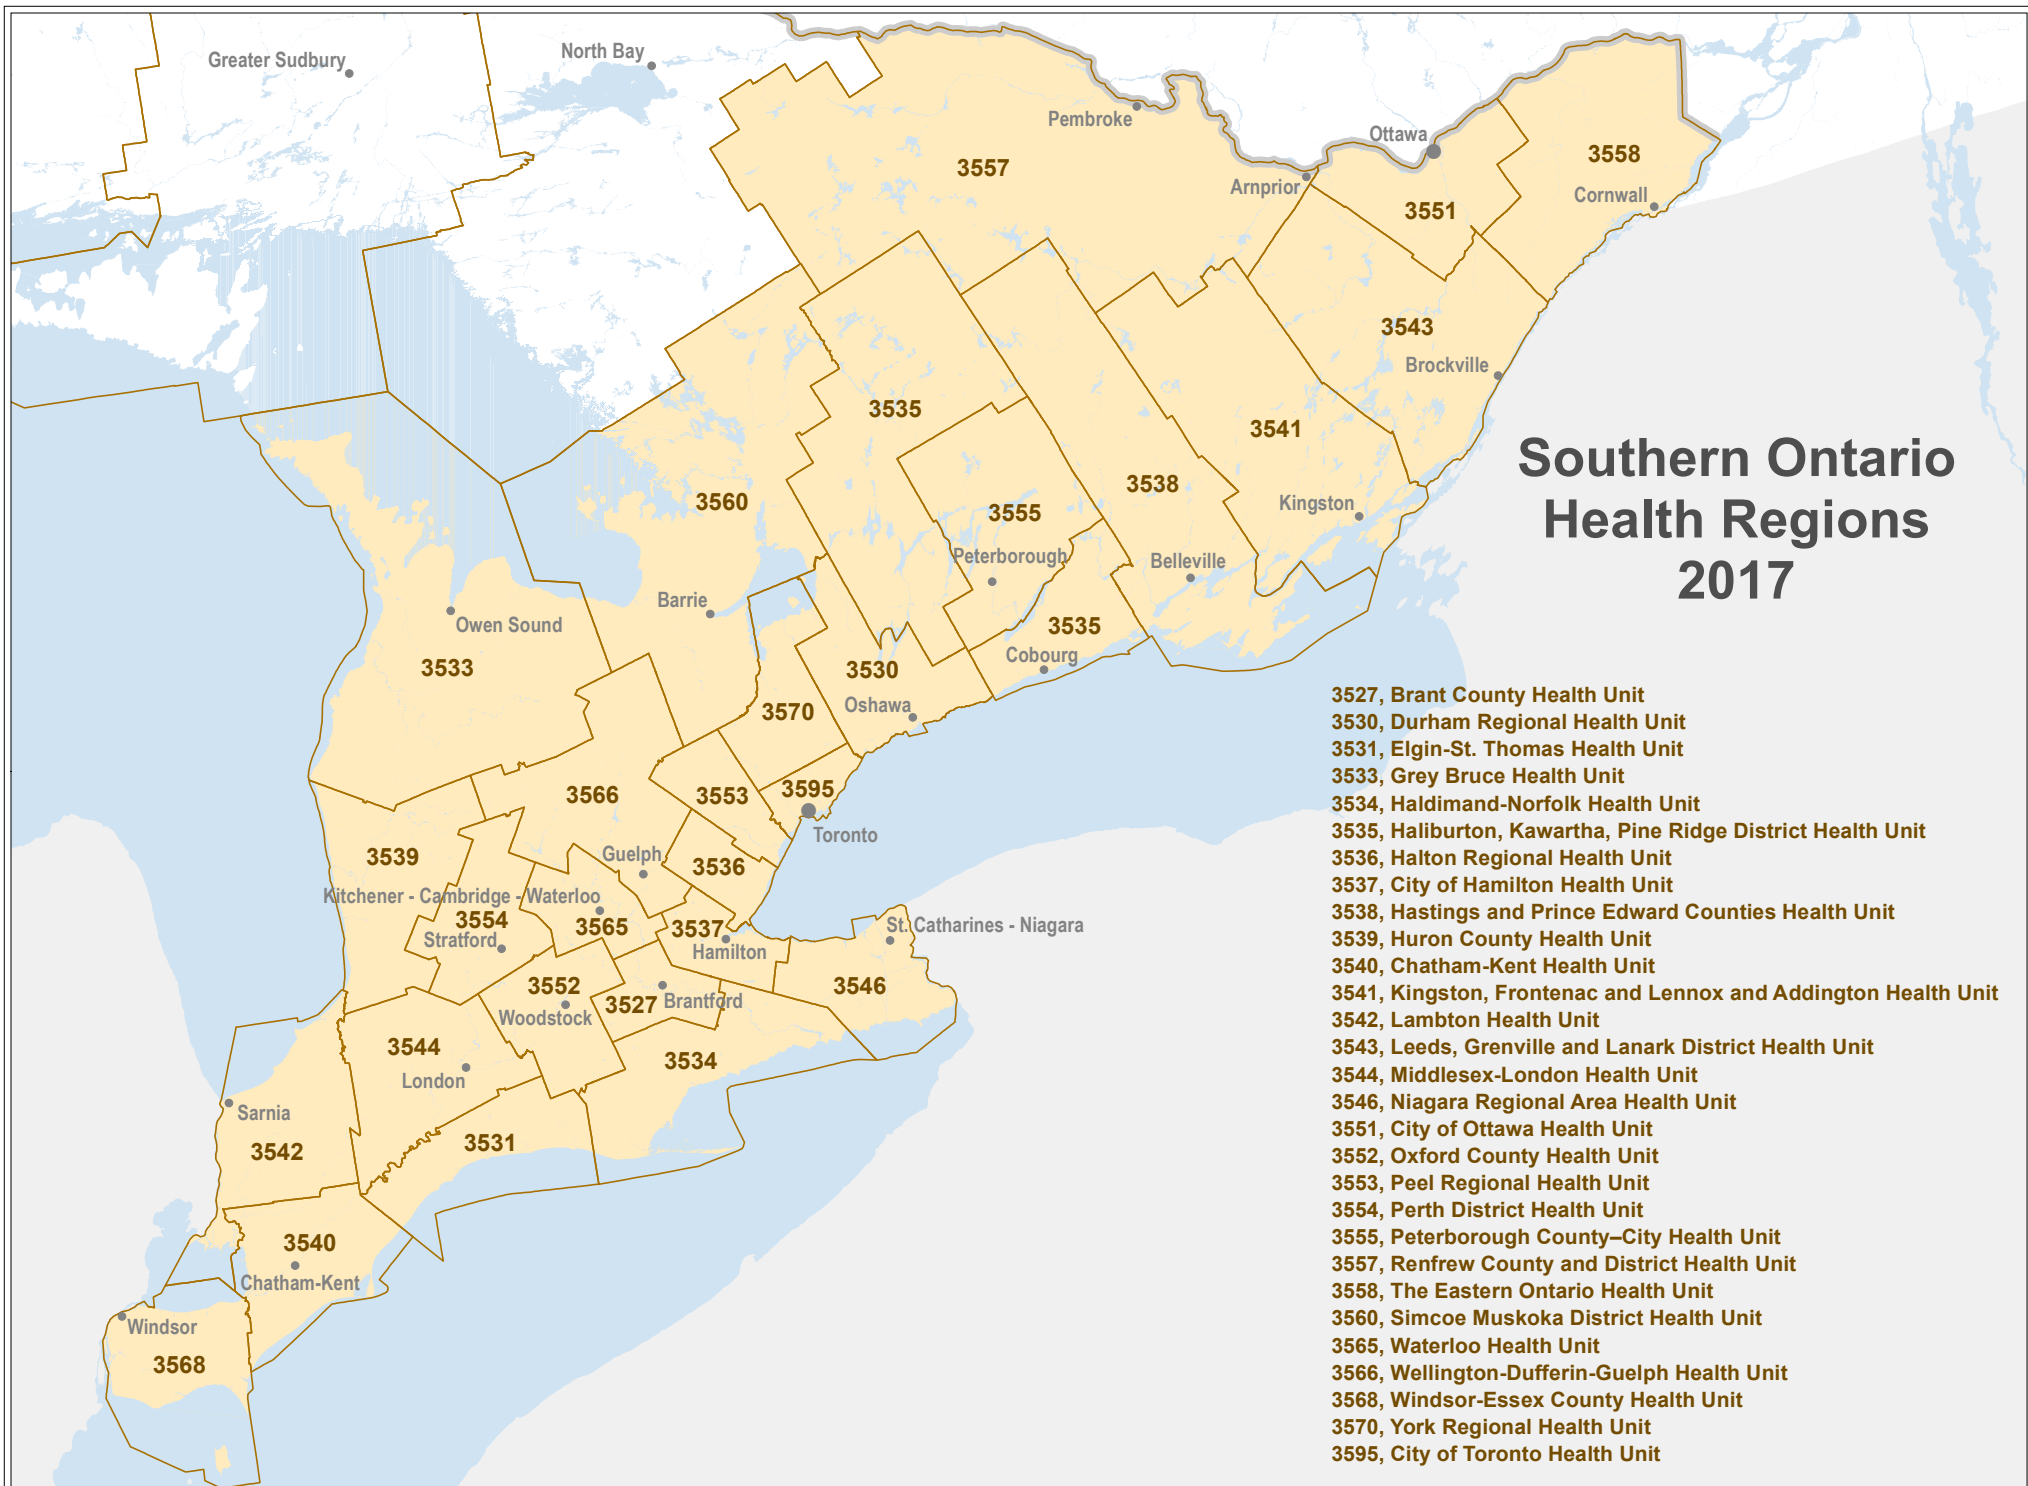 Greater Sudbury
North Bay
Pembroke
Ottawa
3557
3558
Arnprior
Cornwall
3551
3543
Brockville
3535
3541
3538
3560
Kingston
3555
Peterborough
Belleville
Barrie
Owen Sound
3535
3533
Cobourg
3530
Oshawa
3570
3566
3553
3595
Toronto
3539
Guelph
3536
Kitchener - Cambridge - Waterloo
3554
3565
3537
St. Catharines - Niagara
Stratford
Hamilton
3552
3546
3527
Brantford
Woodstock
3544
3534
London
Sarnia
3542
3531
3540
Chatham-Kent
Windsor
3568
Southern Ontario
Health Regions
2017
3527, Brant County Health Unit
3530, Durham Regional Health Unit
3531, Elgin-St. Thomas Health Unit
3533, Grey Bruce Health Unit
3534, Haldimand-Norfolk Health Unit
3535, Haliburton, Kawartha, Pine Ridge District Health Unit
3536, Halton Regional Health Unit
3537, City of Hamilton Health Unit
3538, Hastings and Prince Edward Counties Health Unit
3539, Huron County Health Unit
3540, Chatham-Kent Health Unit
3541, Kingston, Frontenac and Lennox and Addington Health Unit
3542, Lambton Health Unit
3543, Leeds, Grenville and Lanark District Health Unit
3544, Middlesex-London Health Unit
3546, Niagara Regional Area Health Unit
3551, City of Ottawa Health Unit
3552, Oxford County Health Unit
3553, Peel Regional Health Unit
3554, Perth District Health Unit
3555, Peterborough County–City Health Unit
3557, Renfrew County and District Health Unit
3558, The Eastern Ontario Health Unit
3560, Simcoe Muskoka District Health Unit
3565, Waterloo Health Unit
3566, Wellington-Dufferin-Guelph Health Unit
3568, Windsor-Essex County Health Unit
3570, York Regional Health Unit
3595, City of Toronto Health Unit